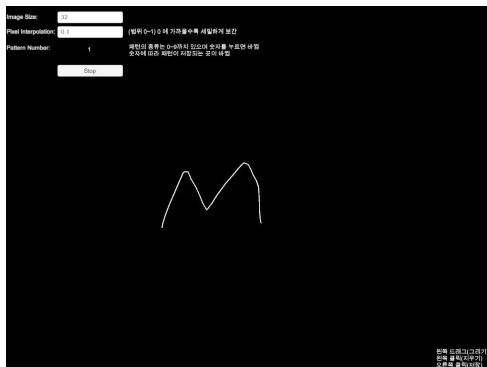 Image Size: 32
Pixel Interpolation: 0.1 (범위 0~1) 0 에 가까울수록 세밀하게 보간
Pattern Number: 1 패턴의 종류는 0~9까지 있으며 숫자를 누르면 바뀜
숫자에 따라 패턴이 저장되는 곳이 바뀜
Stop
왼쪽 드래그(그리기)
왼쪽 클릭(지우기)
오른쪽 클릭(저장)